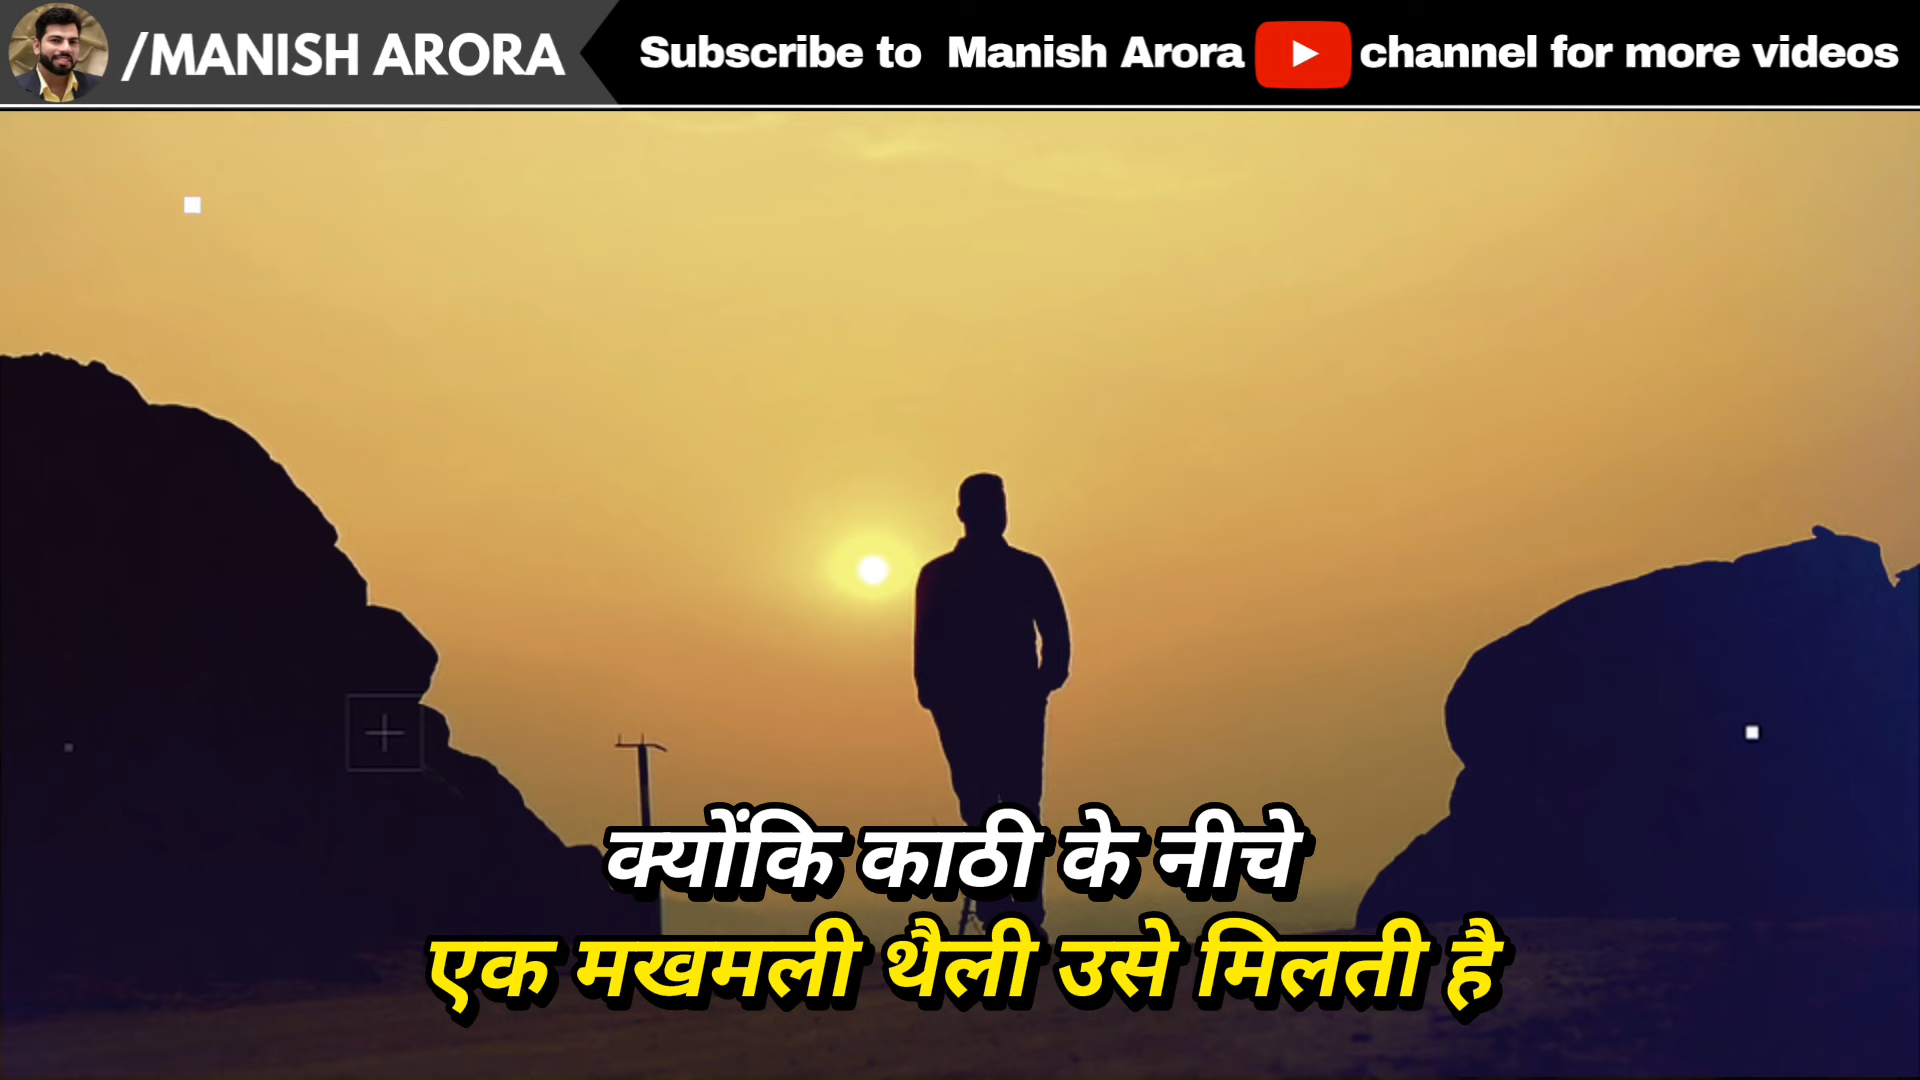 /MANISH ARORA
Subscribe to Manish Arora channel for more videos
क्योंकि काठी के नीचे
एक मखमली थैली उसे मिलती है